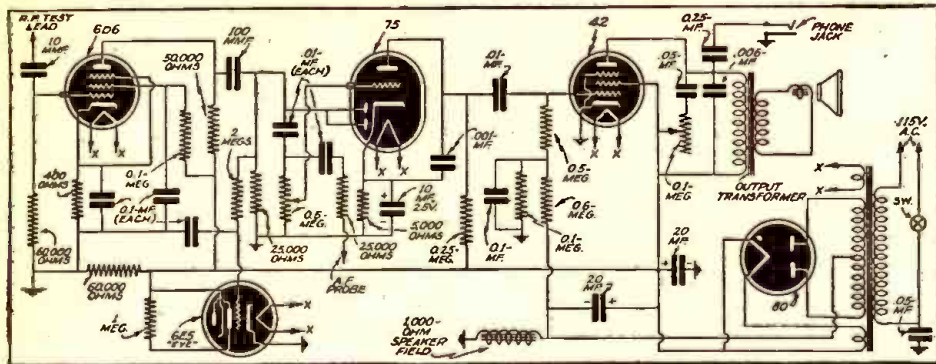 R.F. TEST
LEAD
10
MMF.
6D6
50,000
OHMS
100
MMF.
.01-
MF
(EACH)
75
.01-
MF.
42
0.25-
MF.
PHONE
JACK
.05-
MF.
.006-
MF.
115V.
A.C.
SW.
400
OHMS
0.1-
MEG.
0.1-MF.
(EACH)
2
MEGS.
.001-
MF.
0.5-
MEG.
0.1-
MEG.
OUTPUT
TRANSFORMER
X
X
X
X
X
X
X
X
60,000
OHMS
25,000
OHMS
0.5-
MEG.
25,000
OHMS
10
MF.-
25V.
5,000
OHMS
0.25-
MEG.
0.1-
MF.
0.1-
MEG.
0.6-
MEG.
20
MF.
80
.05-
MF.
60,000
OHMS
A.F.
PROBE
1
MEG.
6E5
"EYE"
X
X
1,000-
OHM
SPEAKER
FIELD
20
MF.